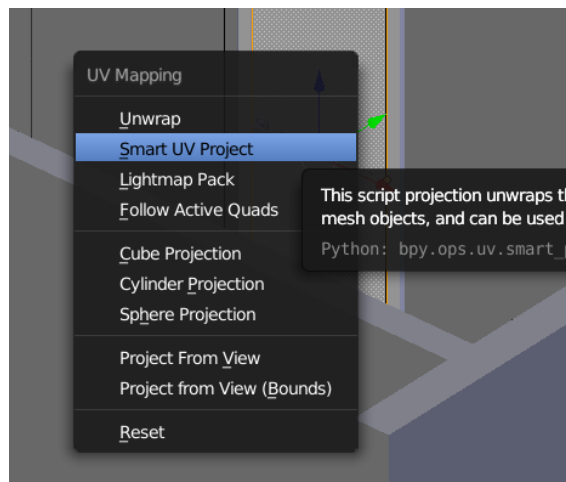 UV Mapping
Unwrap
Smart UV Project
Lightmap Pack
Follow Active Quads
This script projection unwraps
mesh objects, and can be used
Python: bpy.ops.uv.smart_
Cube Projection
Cylinder Projection
Sphere Projection
Project From View
Project from View (Bounds)
Reset